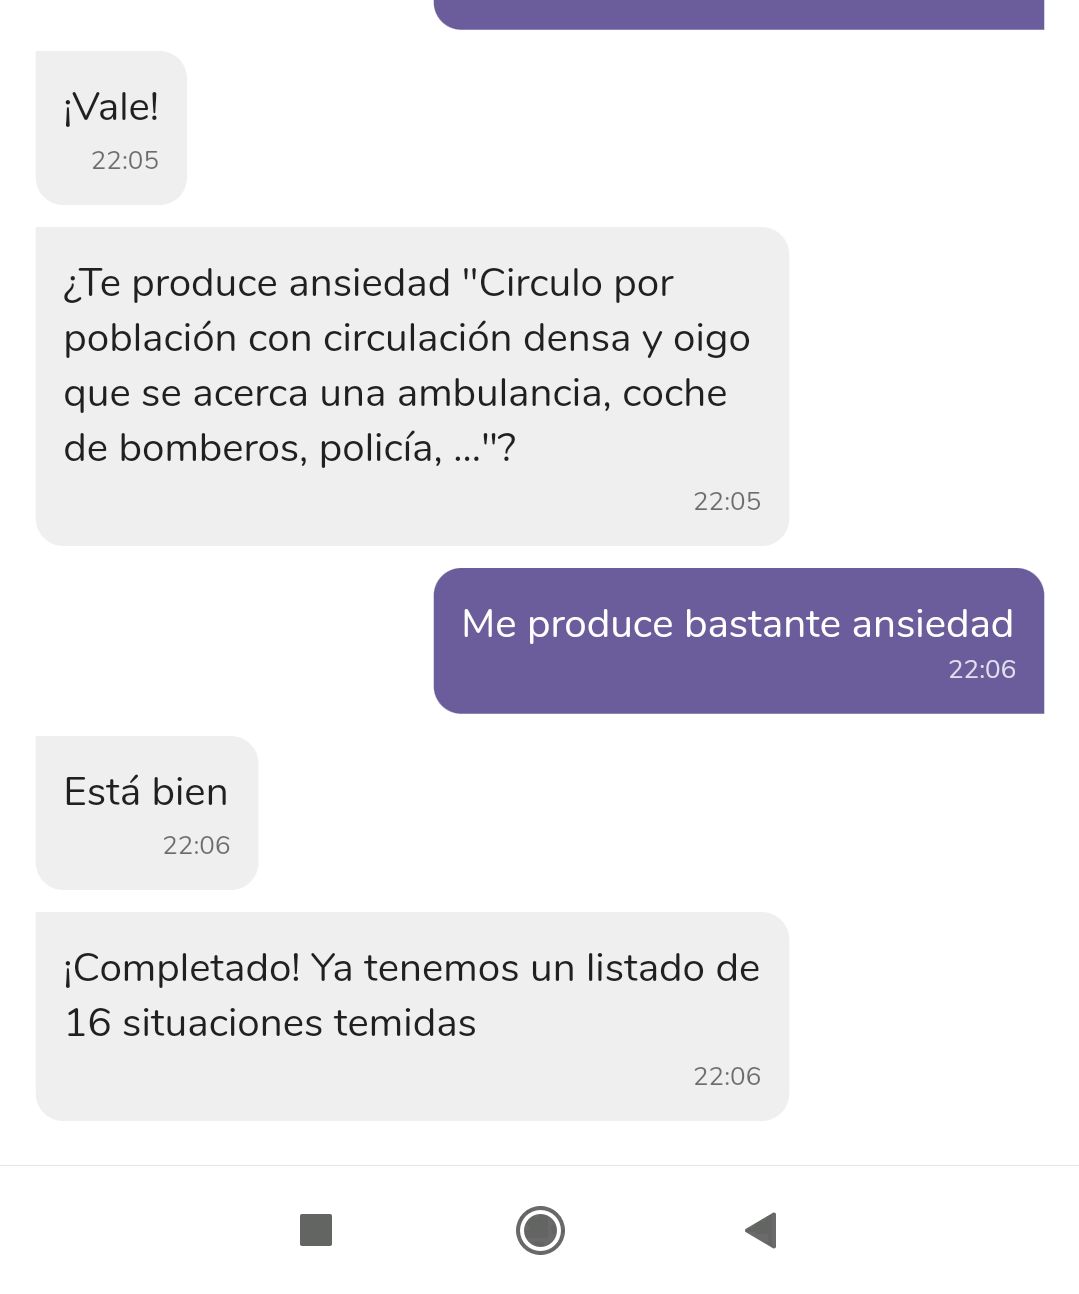 ¡Vale!
22:05
¿Te produce ansiedad "Circulo por
población con circulación densa y oigo
que se acerca una ambulancia, coche
de bomberos, policía, ..."?
22:05
Me produce bastante ansiedad
22:06
Está bien
22:06
¡Completado! Ya tenemos un listado de
16 situaciones temidas
22:06